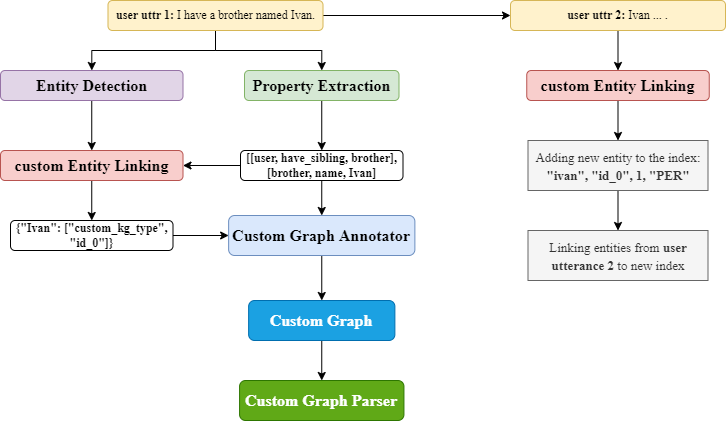 user uttr 1: I have a brother named Ivan.
user uttr 2: Ivan ... .
Entity Detection
Property Extraction
custom Entity Linking
custom Entity Linking
[[user, have_sibling, brother],
[brother, name, Ivan]
Adding new entity to the index:
"ivan", "id_0", 1, "PER"
{"Ivan": ["custom_kg_type",
"id_0"]}
Custom Graph Annotator
Linking entities from user
utterance 2 to new index
Custom Graph
Custom Graph Parser